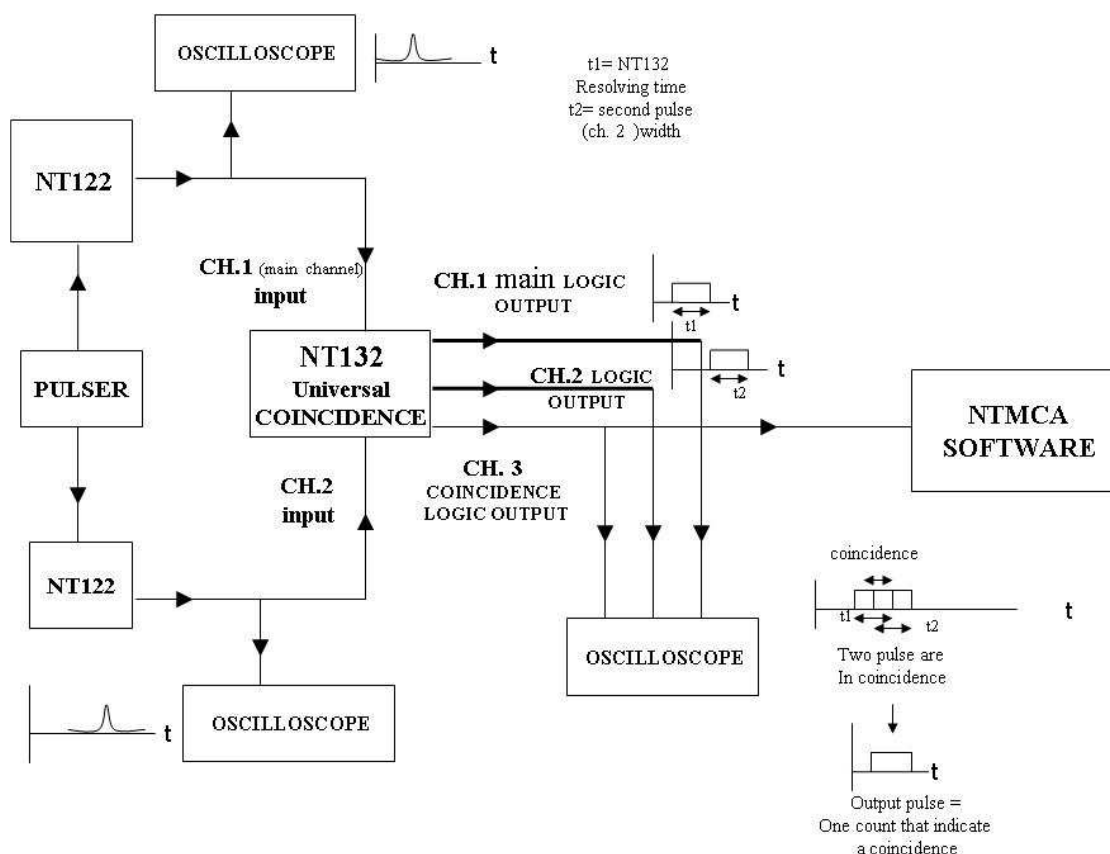 OSCILLOSCOPE
t
t1= NT132
Resolving time
t2= second pulse
(ch. 2 )width
NT122
CH.1 (main channel)
input
CH.1 main LOGIC
OUTPUT
t
t1
NT132
Universal
COINCIDENCE
PULSER
CH.2 LOGIC
OUTPUT
t
t2
NTMCA
SOFTWARE
CH. 3
COINCIDENCE
LOGIC OUTPUT
CH.2
input
NT122
coincidence
t1
t2
t
OSCILLOSCOPE
Two pulse are
In coincidence
OSCILLOSCOPE
t
t
Output pulse =
One count that indicate
a coincidence